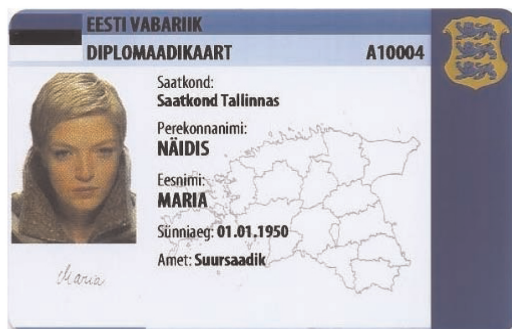 EESTI VABARIIK
DIPLOMAADIKAART A10004
Saatkond:
Saatkond Tallinnas
Perekonnanimi:
NÄIDIS
Eesnimi:
MARIA
Sünniaeg: 01.01.1950
Amet: Suursaadik
Maria